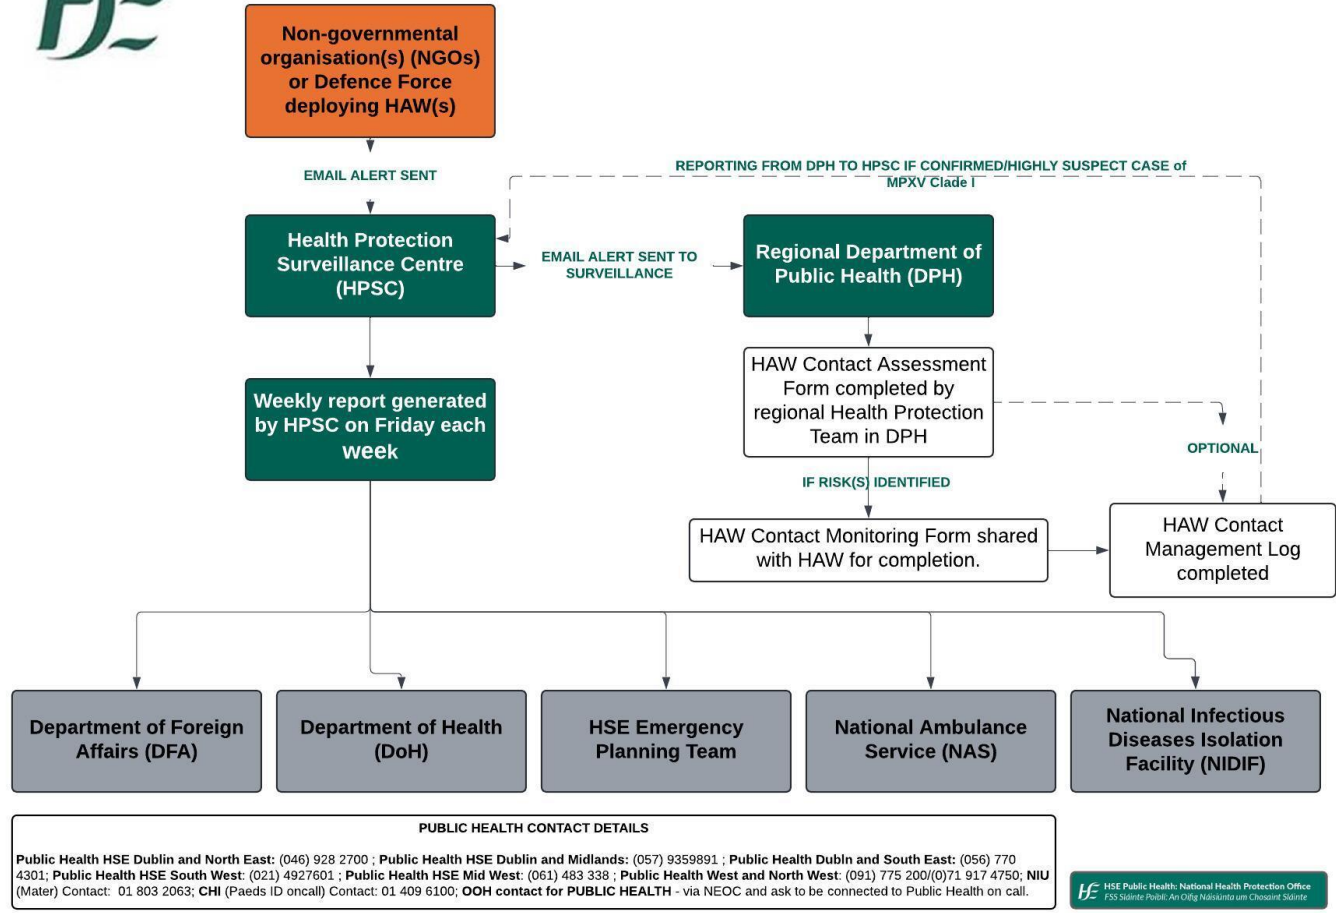 Non-governmental
organisation(s) (NGOs)
or Defence Force
deploying HAW(s)
EMAIL ALERT SENT
REPORTING FROM DPH TO HPSC IF CONFIRMED/HIGHLY SUSPECT CASE of
MPXV Clade I
Health Protection
Surveillance Centre
(HPSC)
EMAIL ALERT SENT TO
SURVEILLANCE
Regional Department of
Public Health (DPH)
HAW Contact Assessment
Form completed by
regional Health Protection
Team in DPH
Weekly report generated
by HPSC on Friday each
week
OPTIONAL
IF RISK(S) IDENTIFIED
HAW Contact Monitoring Form shared
with HAW for completion.
HAW Contact
Management Log
completed
Department of Foreign
Affairs (DFA)
Department of Health
(DoH)
HSE Emergency
Planning Team
National Ambulance
Service (NAS)
National Infectious
Diseases Isolation
Facility (NIDIF)
PUBLIC HEALTH CONTACT DETAILS
Public Health HSE Dublin and North East: (046) 928 2700 ; Public Health HSE Dublin and Midlands: (057) 9359891 ; Public Health Dubln and South East: (056) 770
4301; Public Health HSE South West: (021) 4927601 ; Public Health HSE Mid West: (061) 483 338 ; Public Health West and North West: (091) 775 200/(0)71 917 4750; NIU
(Mater) Contact: 01 803 2063; CHI (Paeds ID oncall) Contact: 01 409 6100; OOH contact for PUBLIC HEALTH - via NEOC and ask to be connected to Public Health on call.
HSE Public Health: National Health Protection Office
FSS Sláinte Poiblí: An Oifig Náisiúnta um Chosaint Sláinte